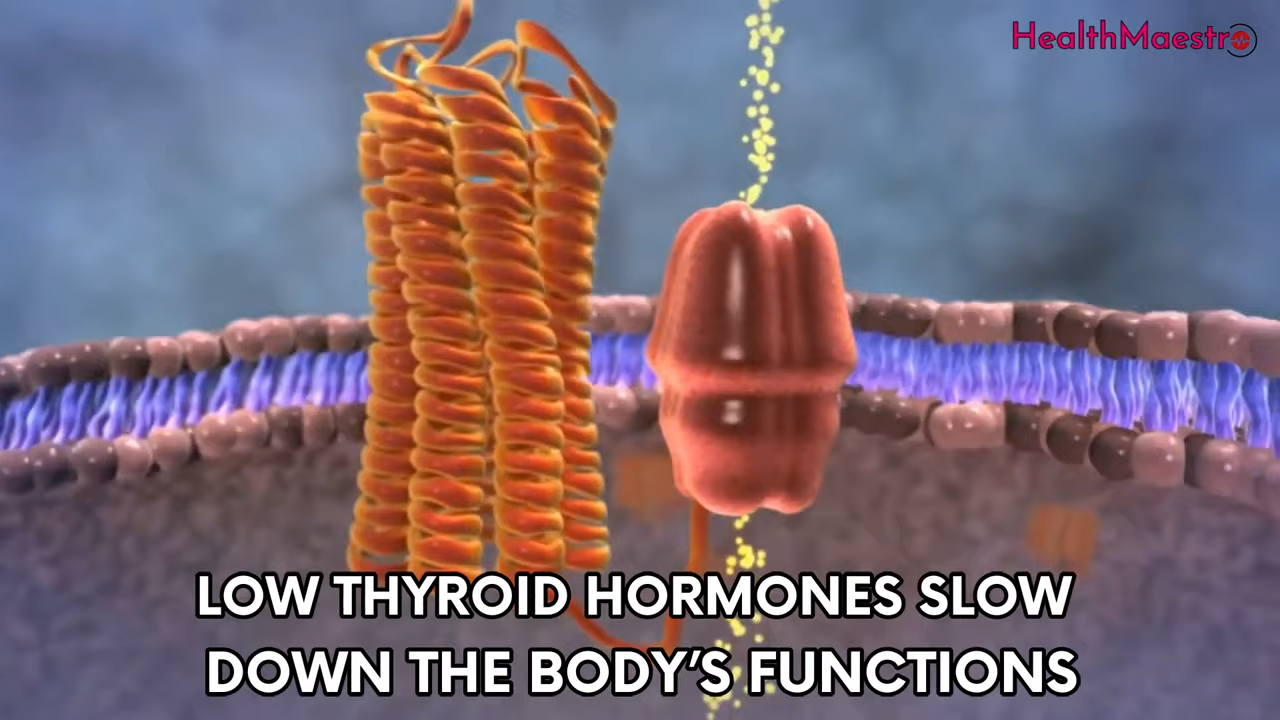 HealthMaestro
LOW THYROID HORMONES SLOW
DOWN THE BODY'S FUNCTIONS